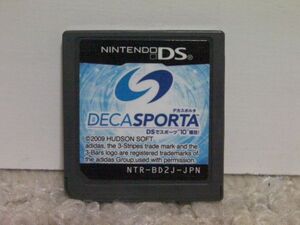 NINTENDO DS
デカスポルタ
DECASPORTA
DSでスポーツ"10"種目!
©2009 HUDSON SOFT
adidas, the 3-Stripes trade mark and the
3-Bars logo are registered trademarks of
the adidas Group,used with permission.
NTR-BD2J-JPN